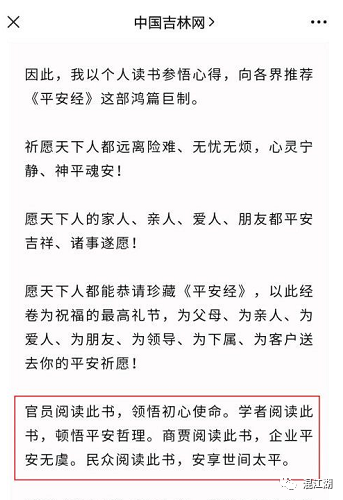 中国吉林网
因此，我以个人读书参悟心得，向各界推荐
《平安经》这部鸿篇巨制。
祈愿天下人都远离险难、无忧无烦，心灵宁
静、神平魂安！
愿天下人的家人、亲人、爱人、朋友都平安
吉祥、诸事遂愿！
愿天下人都能恭请珍藏《平安经》，以此经
卷为祝福的最高礼节，为父母、为亲人、为
爱人、为朋友、为领导、为下属、为客户送
去你的平安祈愿！
官员阅读此书，领悟初心使命。学者阅读此
书，顿悟平安哲理。商贾阅读此书，企业平
安无虞。民众阅读此书，安享世间太平。
混江湖